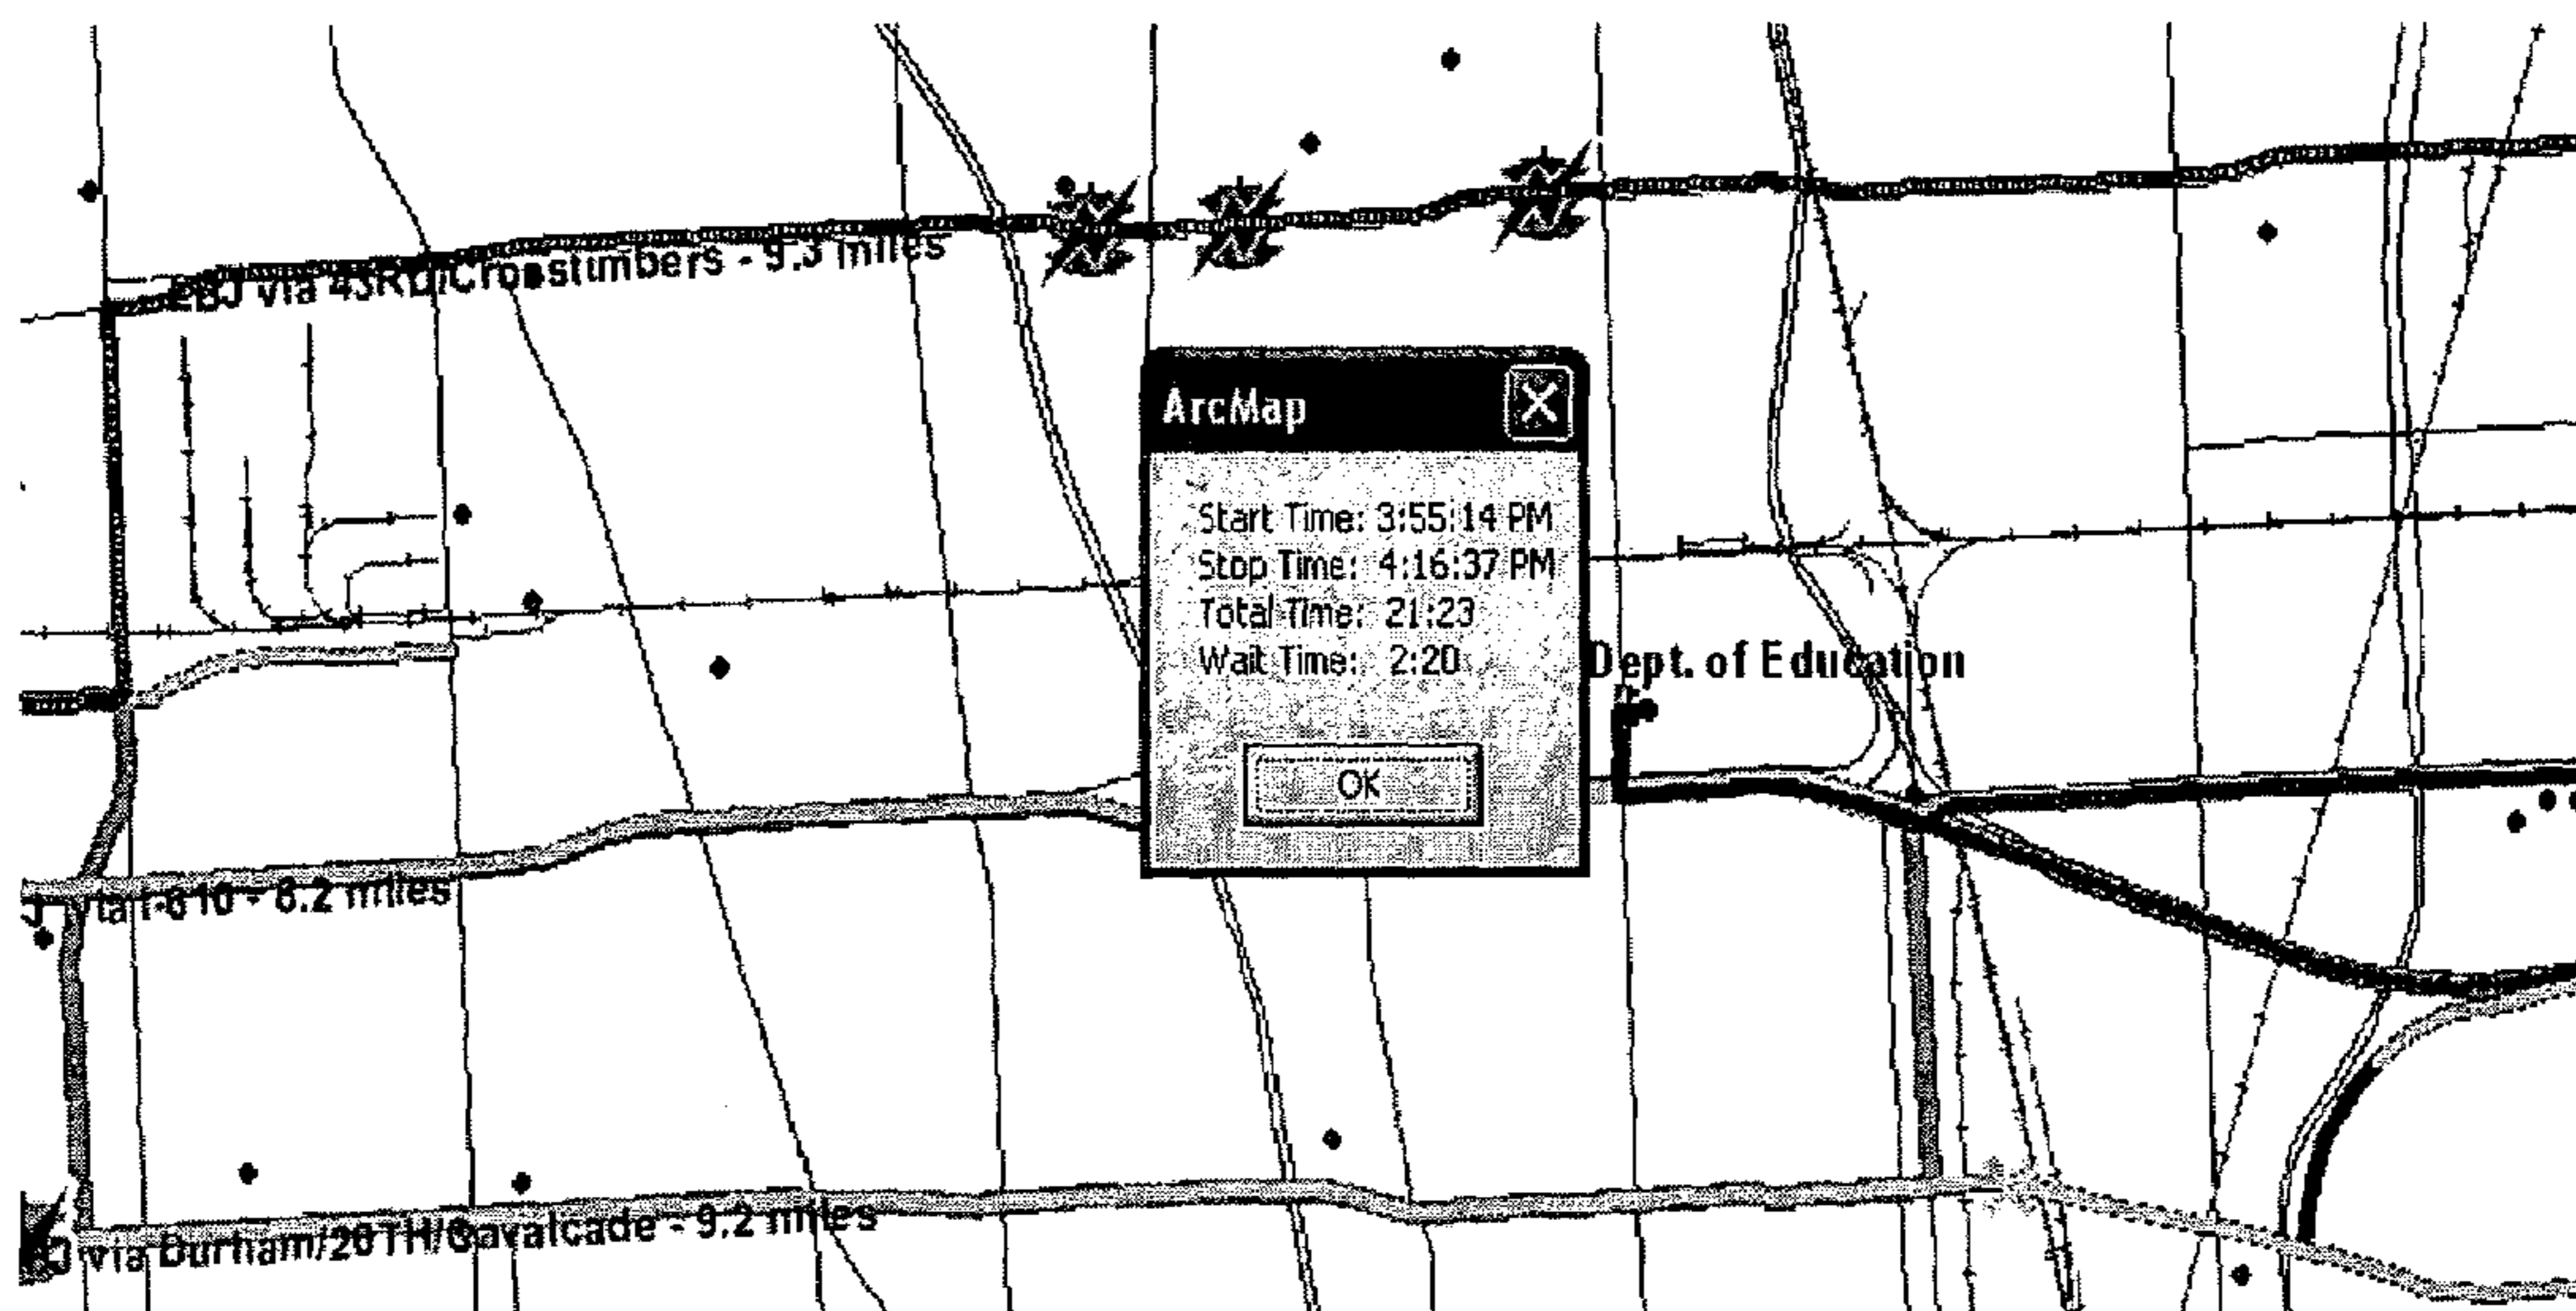 LBJ via 43RD/Crosstimbers - 9.3 miles
ArcMap
Start Time: 3:55:14 PM
Stop Time: 4:16:37 PM
Total Time: 21:23
Wait Time: 2:20
OK
Dept. of Education
via I-610 - 8.2 miles
via Durham/20TH/Cavalcade - 9.2 miles